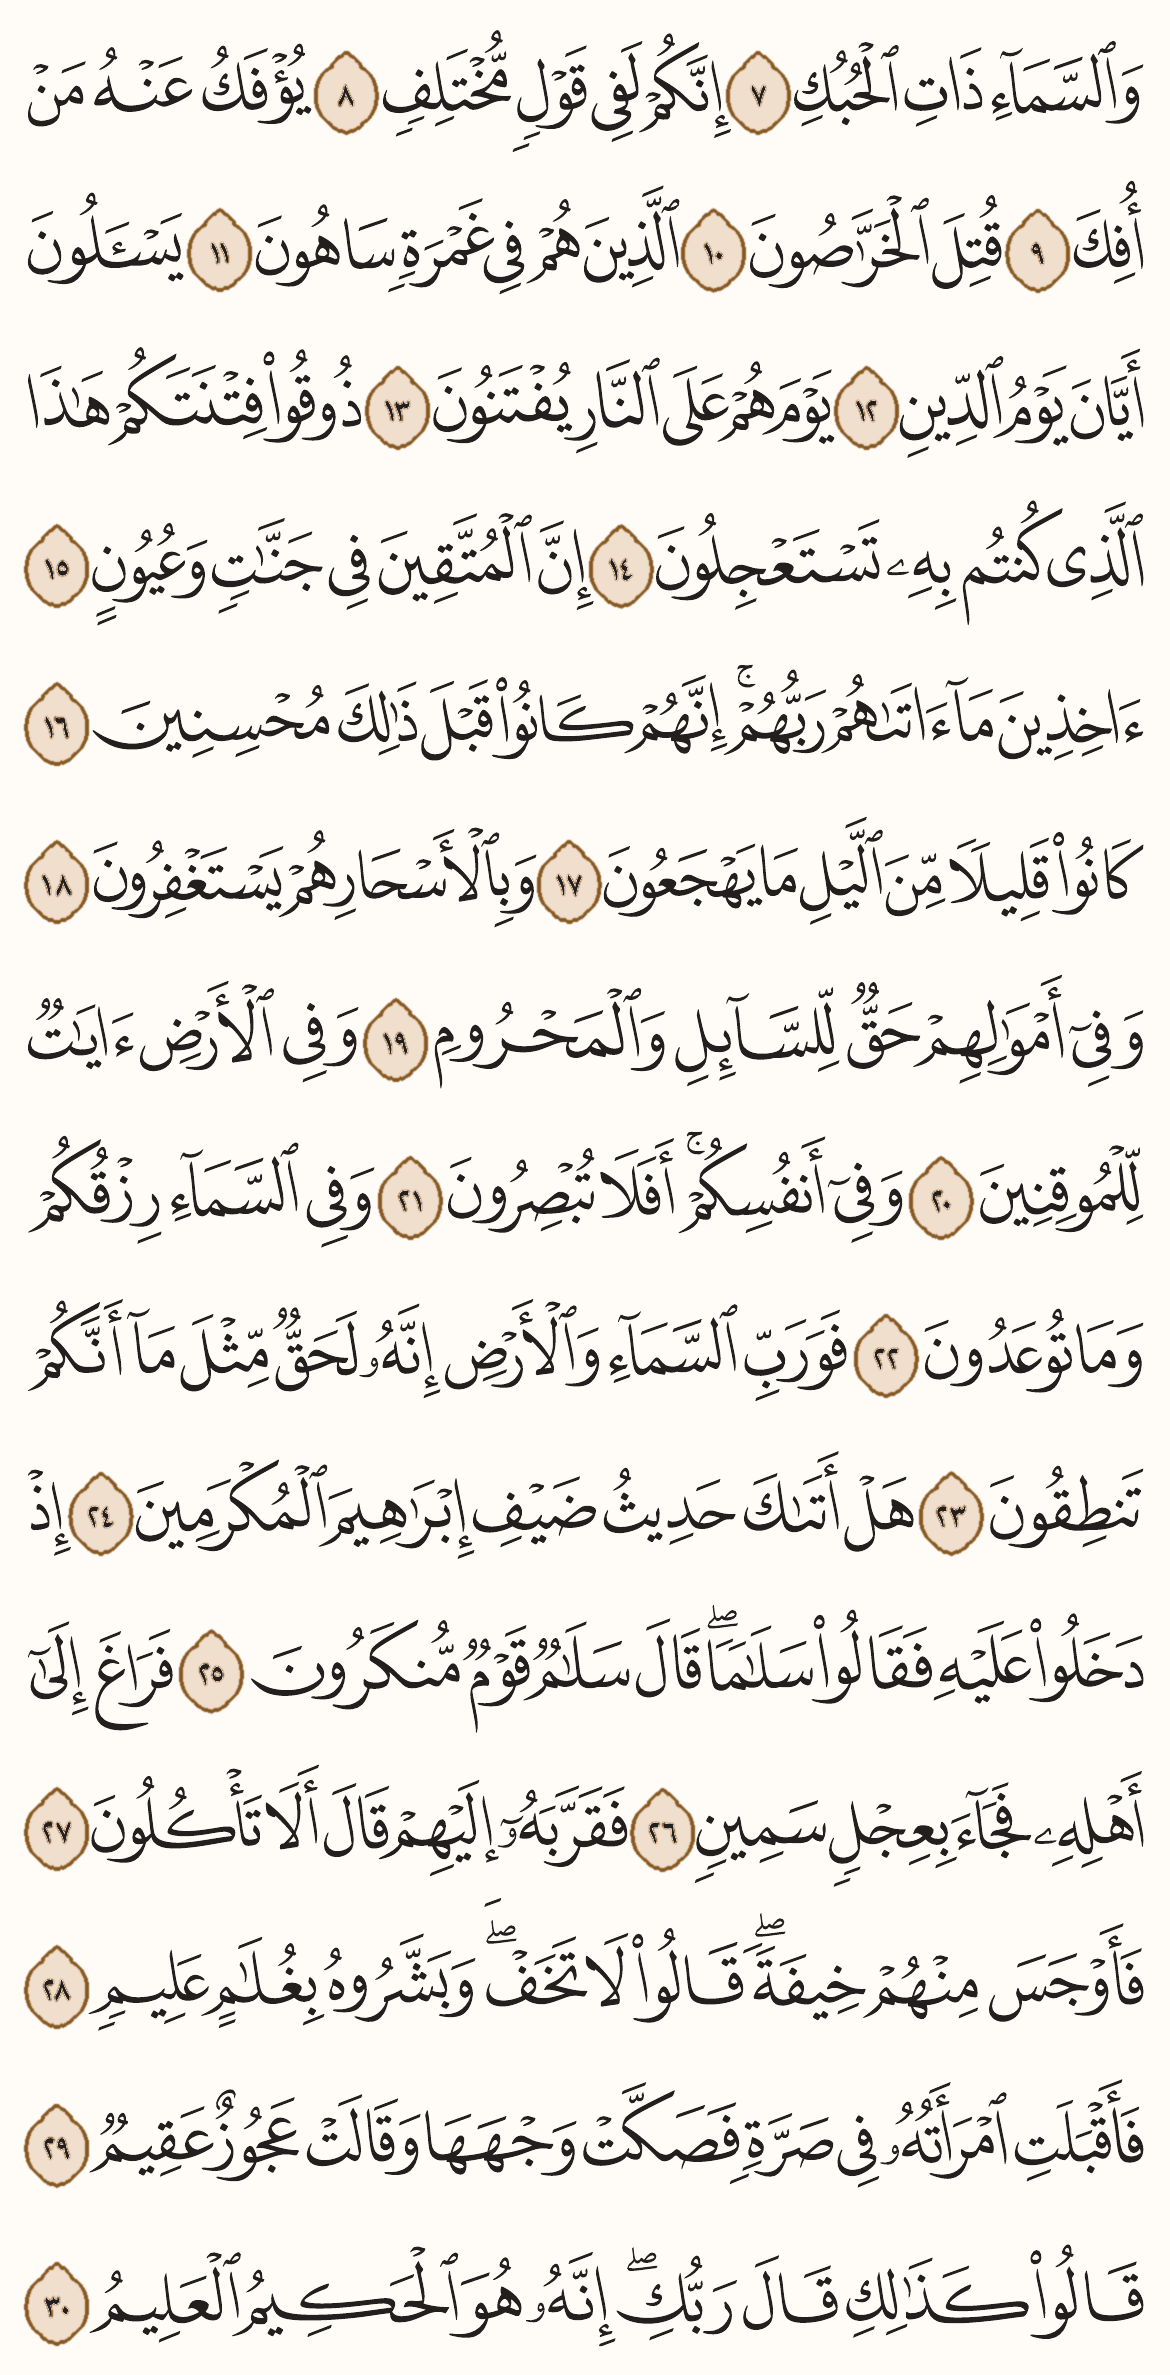 وَٱلسَّمَآءِ ذَاتِ ٱلۡحُبُكِ ٧ إِنَّكُمۡ لَفِي قَوۡلٖ مُّخۡتَلِفٖ ٨ يُؤۡفَكُ عَنۡهُ مَنۡ
أُفِكَ ٩ قُتِلَ ٱلۡخَرَّٰصُونَ ١٠ ٱلَّذِينَ هُمۡ فِي غَمۡرَةٖ سَاهُونَ ١١ يَسۡـَٔلُونَ
أَيَّانَ يَوۡمُ ٱلدِّينِ ١٢ يَوۡمَ هُمۡ عَلَى ٱلنَّارِ يُفۡتَنُونَ ١٣ ذُوقُواْ فِتۡنَتَكُمۡ هَٰذَا
ٱلَّذِي كُنتُم بِهِۦ تَسۡتَعۡجِلُونَ ١٤ إِنَّ ٱلۡمُتَّقِينَ فِي جَنَّٰتٖ وَعُيُونٍ ١٥
ءَاخِذِينَ مَآ ءَاتَىٰهُمۡ رَبُّهُمۡۚ إِنَّهُمۡ كَانُواْ قَبۡلَ ذَٰلِكَ مُحۡسِنِينَ ١٦
كَانُواْ قَلِيلٗا مِّنَ ٱلَّيۡلِ مَا يَهۡجَعُونَ ١٧ وَبِٱلۡأَسۡحَارِ هُمۡ يَسۡتَغۡفِرُونَ ١٨
وَفِيٓ أَمۡوَٰلِهِمۡ حَقّٞ لِّلسَّآئِلِ وَٱلۡمَحۡرُومِ ١٩ وَفِي ٱلۡأَرۡضِ ءَايَٰتٞ
لِّلۡمُوقِنِينَ ٢٠ وَفِيٓ أَنفُسِكُمۡۚ أَفَلَا تُبۡصِرُونَ ٢١ وَفِي ٱلسَّمَآءِ رِزۡقُكُمۡ
وَمَا تُوعَدُونَ ٢٢ فَوَرَبِّ ٱلسَّمَآءِ وَٱلۡأَرۡضِ إِنَّهُۥ لَحَقّٞ مِّثۡلَ مَآ أَنَّكُمۡ
تَنطِقُونَ ٢٣ هَلۡ أَتَىٰكَ حَدِيثُ ضَيۡفِ إِبۡرَٰهِيمَ ٱلۡمُكۡرَمِينَ ٢٤ إِذۡ
دَخَلُواْ عَلَيۡهِ فَقَالُواْ سَلَٰمٗاۖ قَالَ سَلَٰمٞ قَوۡمٞ مُّنكَرُونَ ٢٥ فَرَاغَ إِلَىٰٓ
أَهۡلِهِۦ فَجَآءَ بِعِجۡلٖ سَمِينٖ ٢٦ فَقَرَّبَهُۥٓ إِلَيۡهِمۡ قَالَ أَلَا تَأۡكُلُونَ ٢٧
فَأَوۡجَسَ مِنۡهُمۡ خِيفَةٗۖ قَالُواْ لَا تَخَفۡۖ وَبَشَّرُوهُ بِغُلَٰمٍ عَلِيمٖ ٢٨
فَأَقۡبَلَتِ ٱمۡرَأَتُهُۥ فِي صَرَّةٖ فَصَكَّتۡ وَجۡهَهَا وَقَالَتۡ عَجُوزٌ عَقِيمٞ ٢٩
قَالُواْ كَذَٰلِكِ قَالَ رَبُّكِۖ إِنَّهُۥ هُوَ ٱلۡحَكِيمُ ٱلۡعَلِيمُ ٣٠